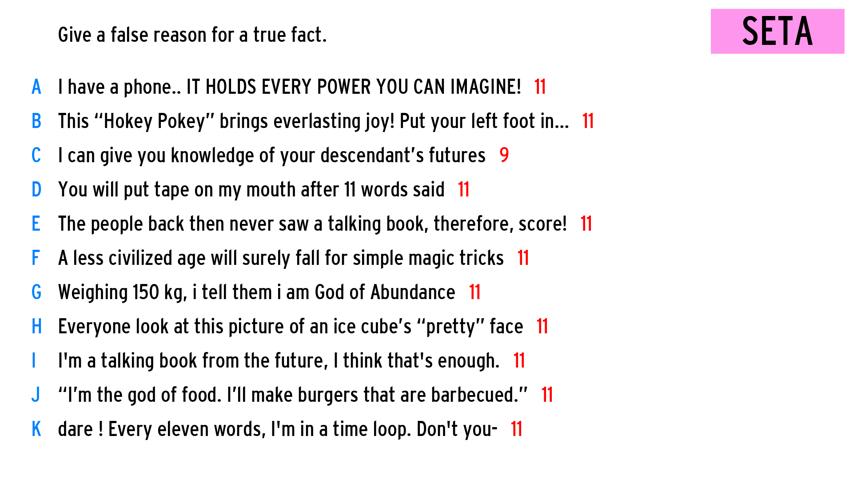 Give a false reason for a true fact.
SETA
A I have a phone.. IT HOLDS EVERY POWER YOU CAN IMAGINE! 11
B This “Hokey Pokey” brings everlasting joy! Put your left foot in... 11
C I can give you knowledge of your descendant’s futures 9
D You will put tape on my mouth after 11 words said 11
E The people back then never saw a talking book, therefore, score! 11
F A less civilized age will surely fall for simple magic tricks 11
G Weighing 150 kg, i tell them i am God of Abundance 11
H Everyone look at this picture of an ice cube’s “pretty” face 11
I I'm a talking book from the future, I think that's enough. 11
J “I’m the god of food. I’ll make burgers that are barbecued.” 11
K dare ! Every eleven words, I'm in a time loop. Don't you- 11